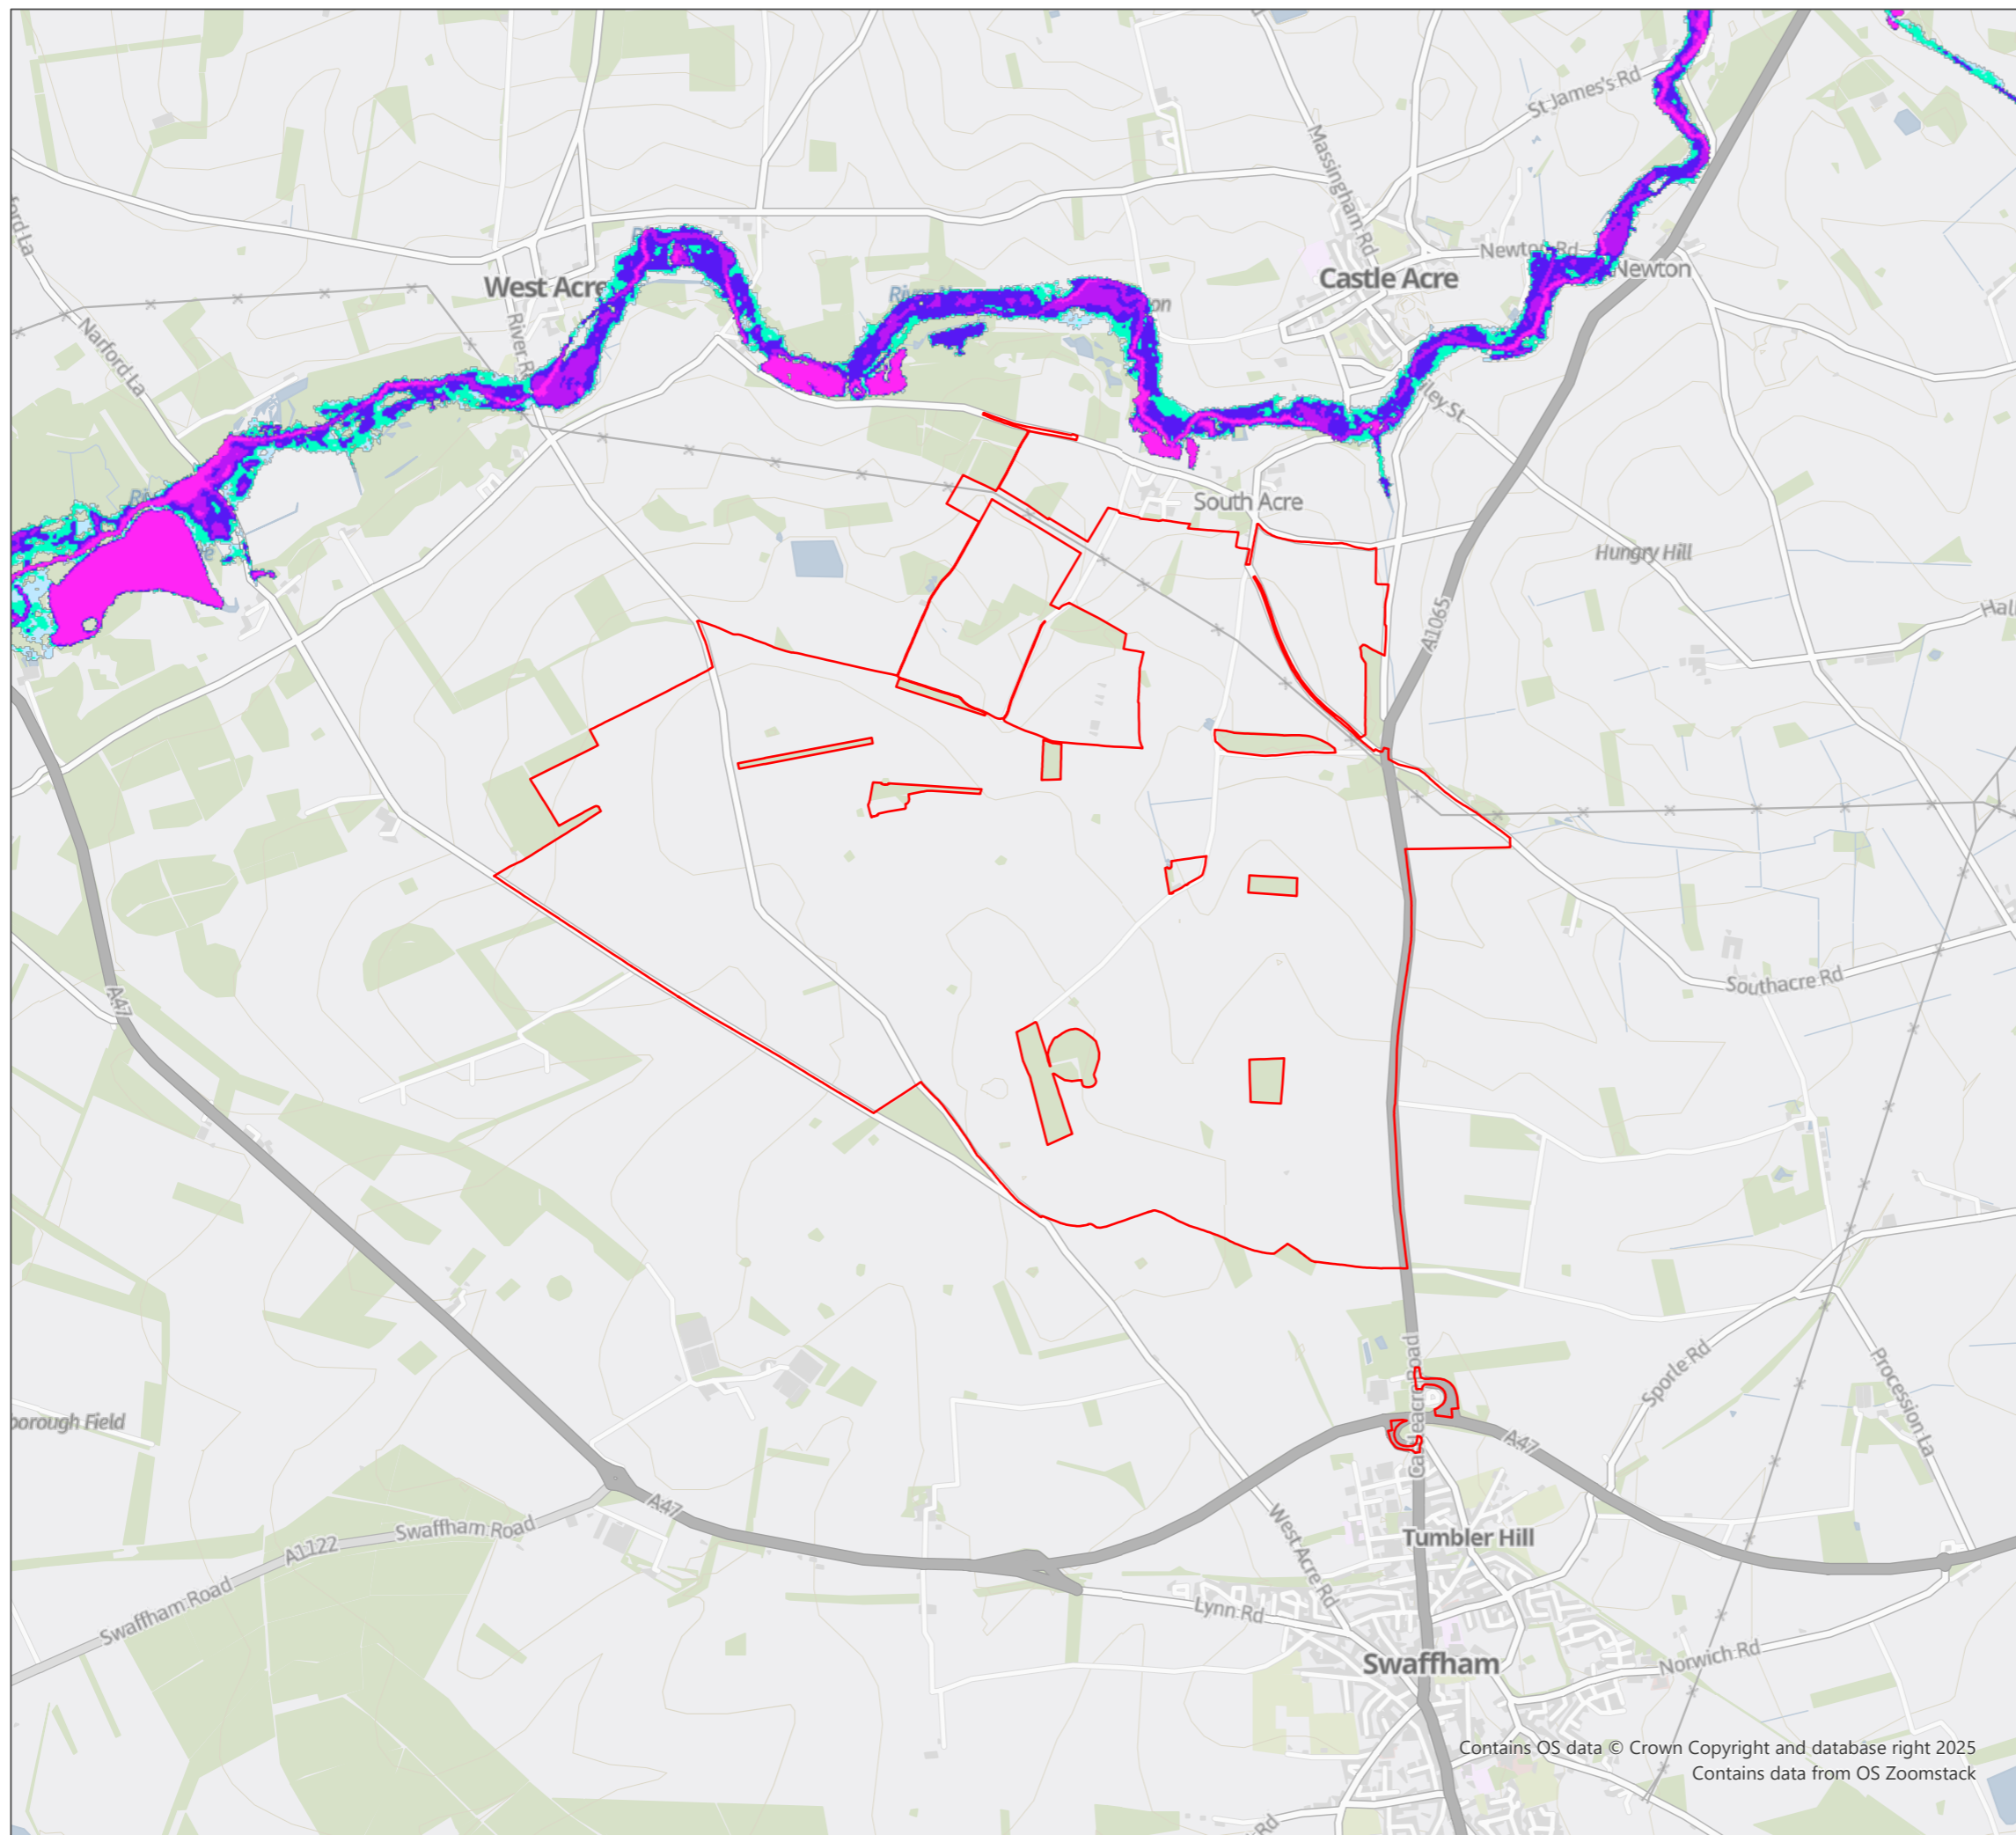 St James's Rd
Massingham Rd
Newton Rd
Newton
Castle Acre
West Acre
River Rd
Narford La
South Acre
Hungry Hill
A1065
A47
Southacre Rd
Castleacre Road
Sporle Rd
Procession La
A47
A47
A1122
Swaffham Road
Swaffham Road
West Acre Rd
Tumbler Hill
Lynn Rd
Swaffham
Norwich Rd
Rd
Contains OS data © Crown Copyright and database right 2025
Contains data from OS Zoomstack